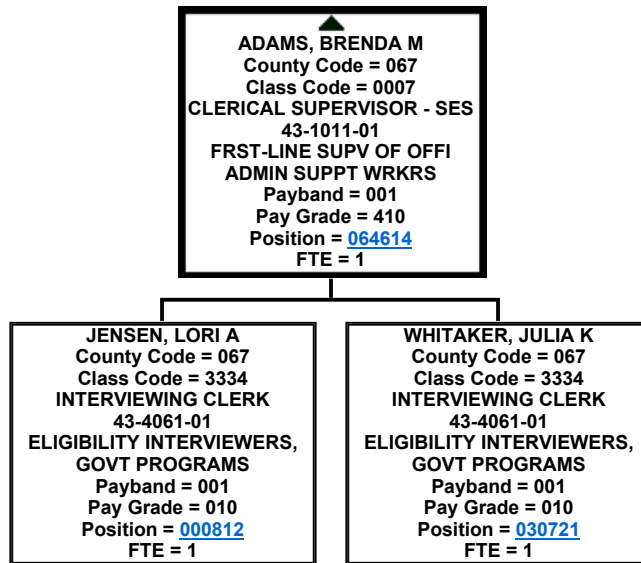 ADAMS, BRENDA M
County Code = 067
Class Code = 0007
CLERICAL SUPERVISOR - SES
43-1011-01
FRST-LINE SUPV OF OFFI
ADMIN SUPPT WRKRS
Payband = 001
Pay Grade = 410
Position = 064614
FTE = 1
JENSEN, LORI A
County Code = 067
Class Code = 3334
INTERVIEWING CLERK
43-4061-01
ELIGIBILITY INTERVIEWERS,
GOVT PROGRAMS
Payband = 001
Pay Grade = 010
Position = 000812
FTE = 1
WHITAKER, JULIA K
County Code = 067
Class Code = 3334
INTERVIEWING CLERK
43-4061-01
ELIGIBILITY INTERVIEWERS,
GOVT PROGRAMS
Payband = 001
Pay Grade = 010
Position = 030721
FTE = 1